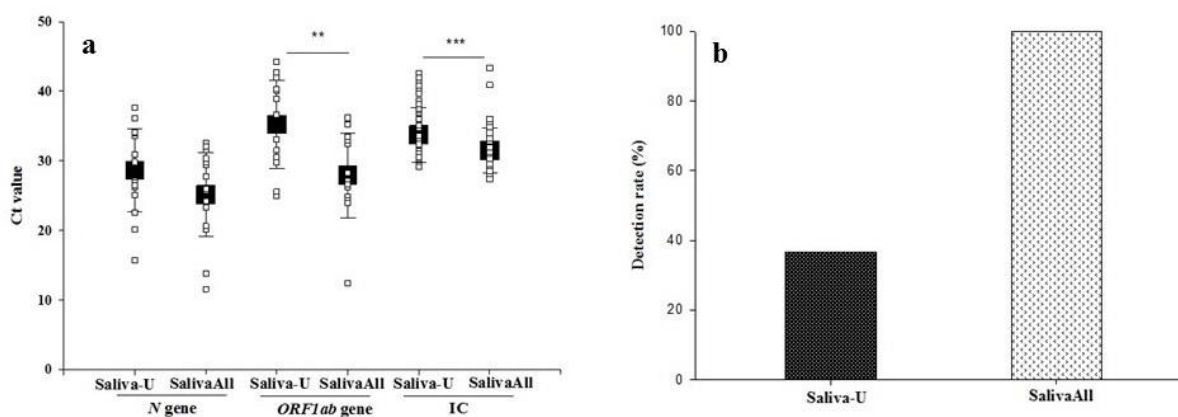 a
50
40
30
20
10
0
Ct value
**
***
Saliva-U SalivaAll Saliva-U SalivaAll Saliva-U SalivaAll
N gene ORF1ab gene IC
b
100
80
60
40
20
0
Detection rate (%)
Saliva-U SalivaAll